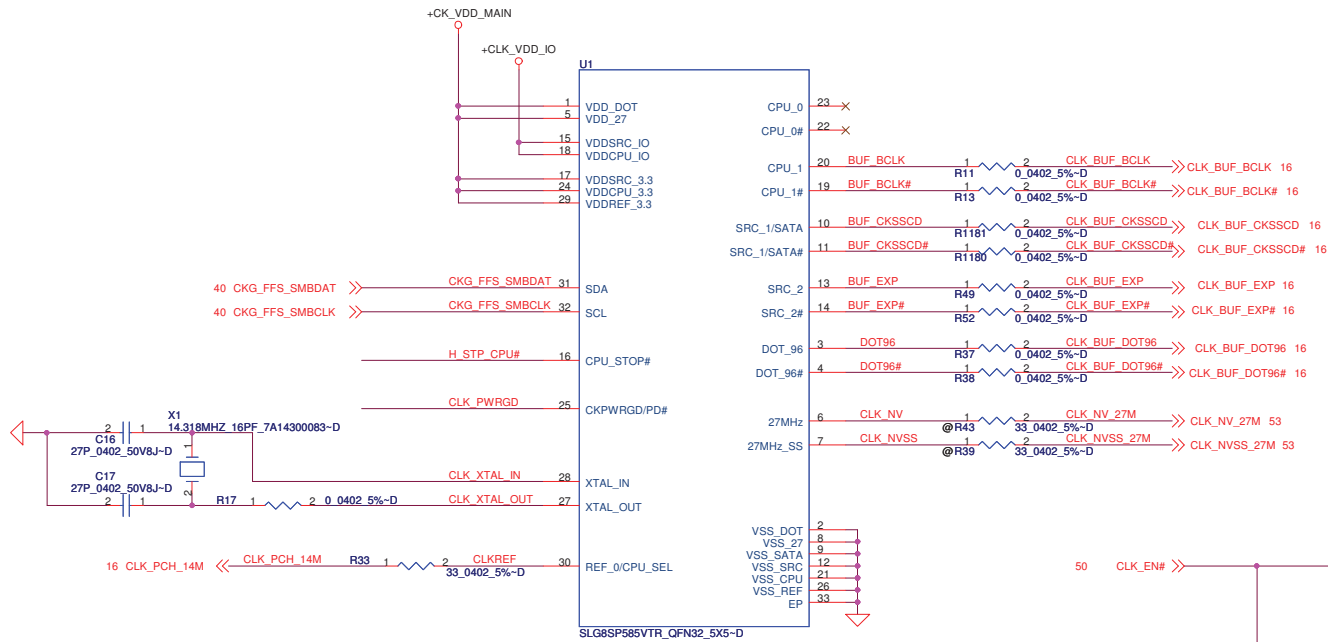 +CK_VDD_MAIN
+CLK_VDD_IO
U1
1 VDD_DOT
5 VDD_27
15 VDDSRC_IO
18 VDDCPU_IO
17 VDDSRC_3.3
24 VDDCPU_3.3
29 VDDREF_3.3
40 CKG_FFS_SMBDAT CKG_FFS_SMBDAT 31 SDA
40 CKG_FFS_SMBCLK CKG_FFS_SMBCLK 32 SCL
H_STP_CPU# 16 CPU_STOP#
CLK_PWRGD 25 CKPWRGD/PD#
X1
14.318MHZ_16PF_7A14300083~D
2 1
C16
27P_0402_50V8J~D
1
2
C17
27P_0402_50V8J~D
2 1
CLK_XTAL_IN 28 XTAL_IN
R17 1 2 0_0402_5%~D CLK_XTAL_OUT 27 XTAL_OUT
16 CLK_PCH_14M CLK_PCH_14M R33 1 2 CLKREF 30 REF_0/CPU_SEL
33_0402_5%~D
CPU_0 23
CPU_0# 22
CPU_1 20 BUF_BCLK 1 2 CLK_BUF_BCLK CLK_BUF_BCLK 16
R11 0_0402_5%~D
CPU_1# 19 BUF_BCLK# 1 2 CLK_BUF_BCLK# CLK_BUF_BCLK# 16
R13 0_0402_5%~D
SRC_1/SATA 10 BUF_CKSSCD 1 2 CLK_BUF_CKSSCD CLK_BUF_CKSSCD 16
R1181 0_0402_5%~D
SRC_1/SATA# 11 BUF_CKSSCD# 1 2 CLK_BUF_CKSSCD# CLK_BUF_CKSSCD# 16
R1180 0_0402_5%~D
SRC_2 13 BUF_EXP 1 2 CLK_BUF_EXP CLK_BUF_EXP 16
R49 0_0402_5%~D
SRC_2# 14 BUF_EXP# 1 2 CLK_BUF_EXP# CLK_BUF_EXP# 16
R52 0_0402_5%~D
DOT_96 3 DOT96 1 2 CLK_BUF_DOT96 CLK_BUF_DOT96 16
R37 0_0402_5%~D
DOT_96# 4 DOT96# 1 2 CLK_BUF_DOT96# CLK_BUF_DOT96# 16
R38 0_0402_5%~D
27MHz 6 CLK_NV 1 2 CLK_NV_27M CLK_NV_27M 53
@R43 33_0402_5%~D
27MHz_SS 7 CLK_NVSS 1 2 CLK_NVSS_27M CLK_NVSS_27M 53
@R39 33_0402_5%~D
VSS_DOT 2
VSS_27 8
VSS_SATA 9
VSS_SRC 12
VSS_CPU 21
VSS_REF 26
EP 33
50 CLK_EN#
SLG8SP585VTR_QFN32_5X5~D